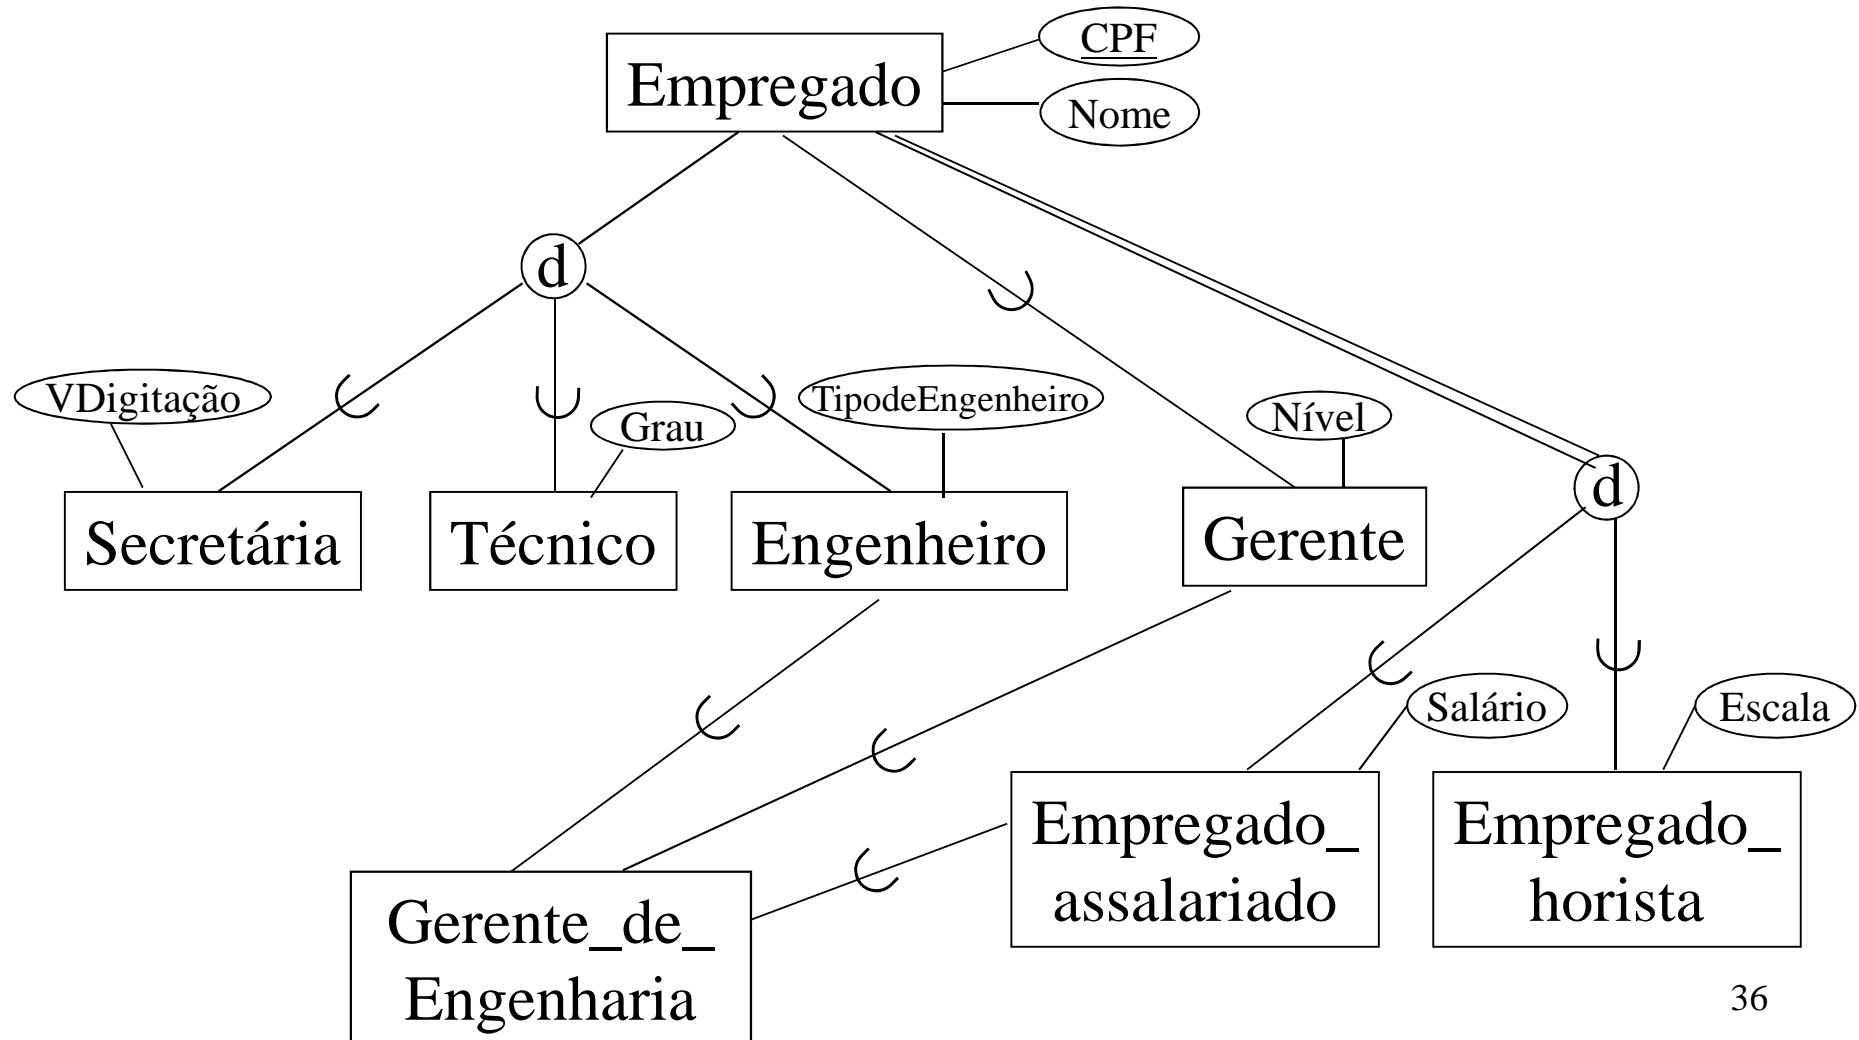 CPF
Empregado
Nome
d
VDigitação
Grau
TipodeEngenheiro
Nível
d
Secretária
Técnico
Engenheiro
Gerente
Salário
Escala
Empregado_
assalariado
Empregado_
horista
Gerente_de_
Engenharia
36